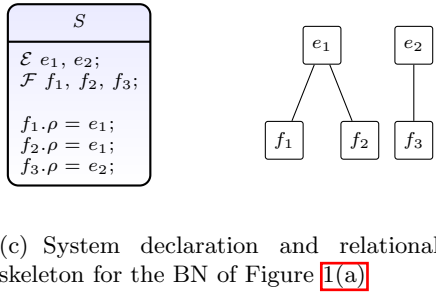 S
ℰ e₁, e₂;
ℱ f₁, f₂, f₃;
f₁.ρ = e₁;
f₂.ρ = e₁;
f₃.ρ = e₂;
e₁ e₂
f₁ f₂ f₃
(c) System declaration and relational
skeleton for the BN of Figure 1(a)